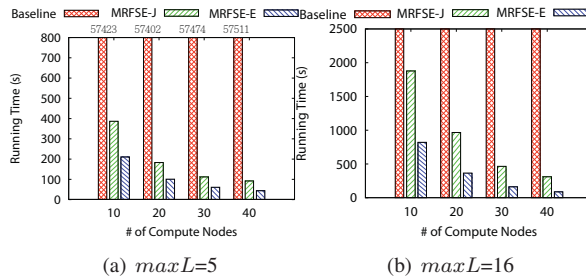 Baseline MRFSE-J MRFSE-E
57423 57402 57474 57511
800
700
600
500
400
300
200
100
0
Running Time (s)
10 20 30 40
# of Compute Nodes
(a) maxL=5
Baseline MRFSE-J MRFSE-E
2500
2000
1500
1000
500
0
Running Time (s)
10 20 30 40
# of Compute Nodes
(b) maxL=16